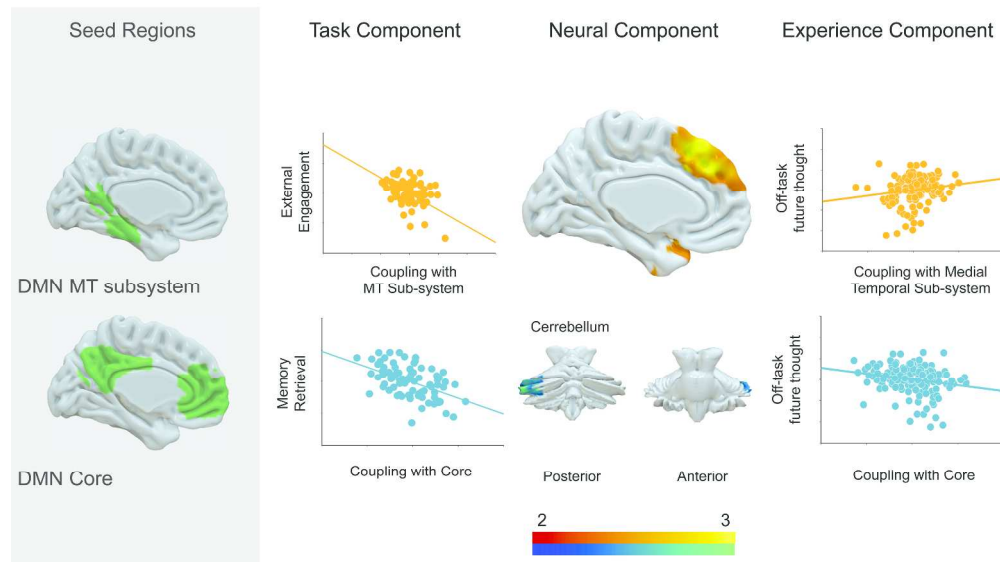 Seed Regions
Task Component
Neural Component
Experience Component
External
Engagement
Coupling with
MT Sub-system
Off-task
future thought
Coupling with Medial
Temporal Sub-system
DMN MT subsystem
Memory
Retrieval
Coupling with Core
Cerrebellum
Posterior
Anterior
Off-task
future thought
Coupling with Core
DMN Core
2
3